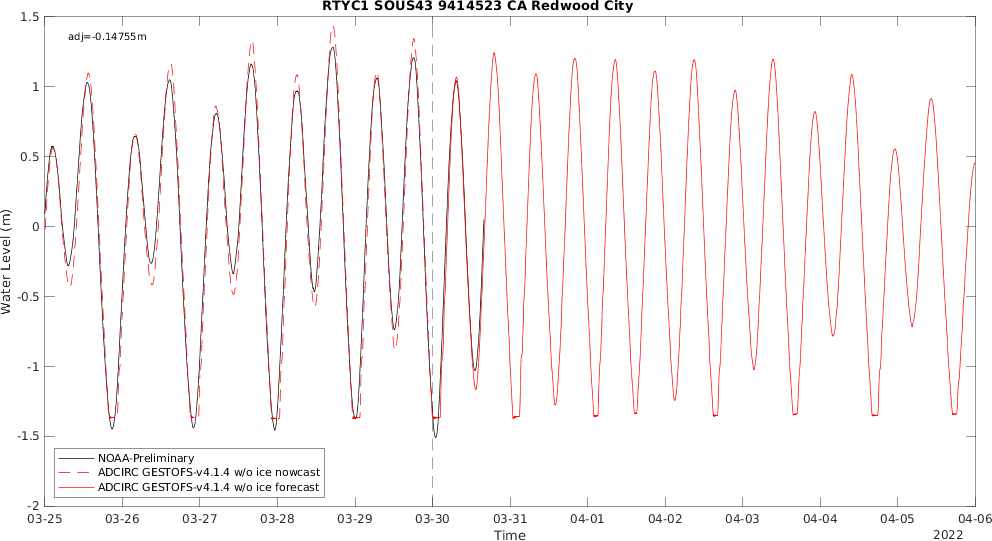 RTYC1 SOUS43 9414523 CA Redwood City
adj=-0.14755m
Water Level (m)
1.5
1
0.5
0
-0.5
-1
-1.5
-2
NOAA-Preliminary
ADCIRC GESTOFS-v4.1.4 w/o ice nowcast
ADCIRC GESTOFS-v4.1.4 w/o ice forecast
03-25 03-26 03-27 03-28 03-29 03-30 03-31 04-01 04-02 04-03 04-04 04-05 04-06
Time
2022